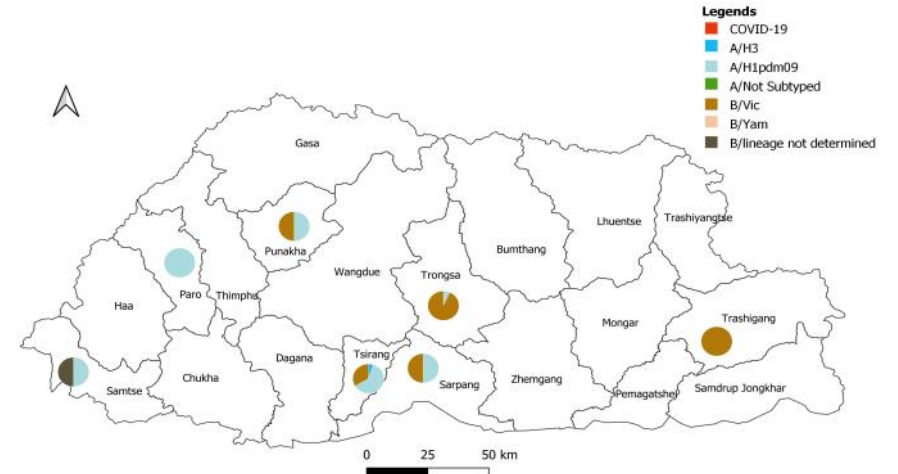 Legends
COVID-19
A/H3
A/H1pdm09
A/Not Subtyped
B/Vic
B/Yam
B/lineage not determined
Gasa
Punakha
Lhuentse
Trashiyangtse
Bumthang
Wangdue
Trongsa
Haa
Paro
Thimphu
Mongar
Trashigang
Tsirang
Dagana
Chukha
Samtse
Sarpang
Zhemgang
Pemagatshel
Samdrup Jongkhar
0 25 50 km